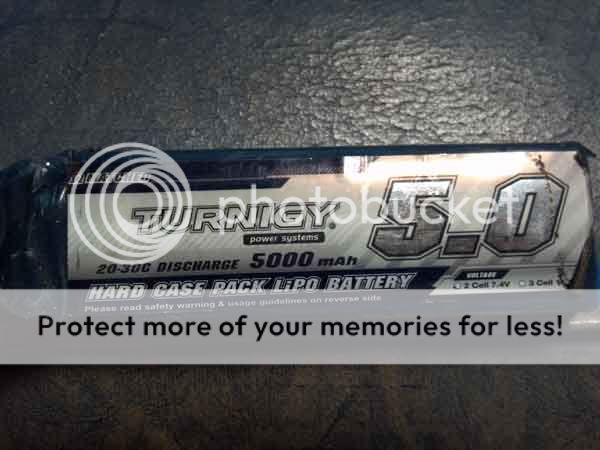 MATCHED
TURNIGY®
power systems
5.0
20-30C DISCHARGE 5000 mAh
HARD CASE PACK LiPO BATTERY
VOLTAGE
2 Cell 7.4V 3 Cell
Please read safety warning & usage guidelines on reverse side
photobucket
Protect more of your memories for less!